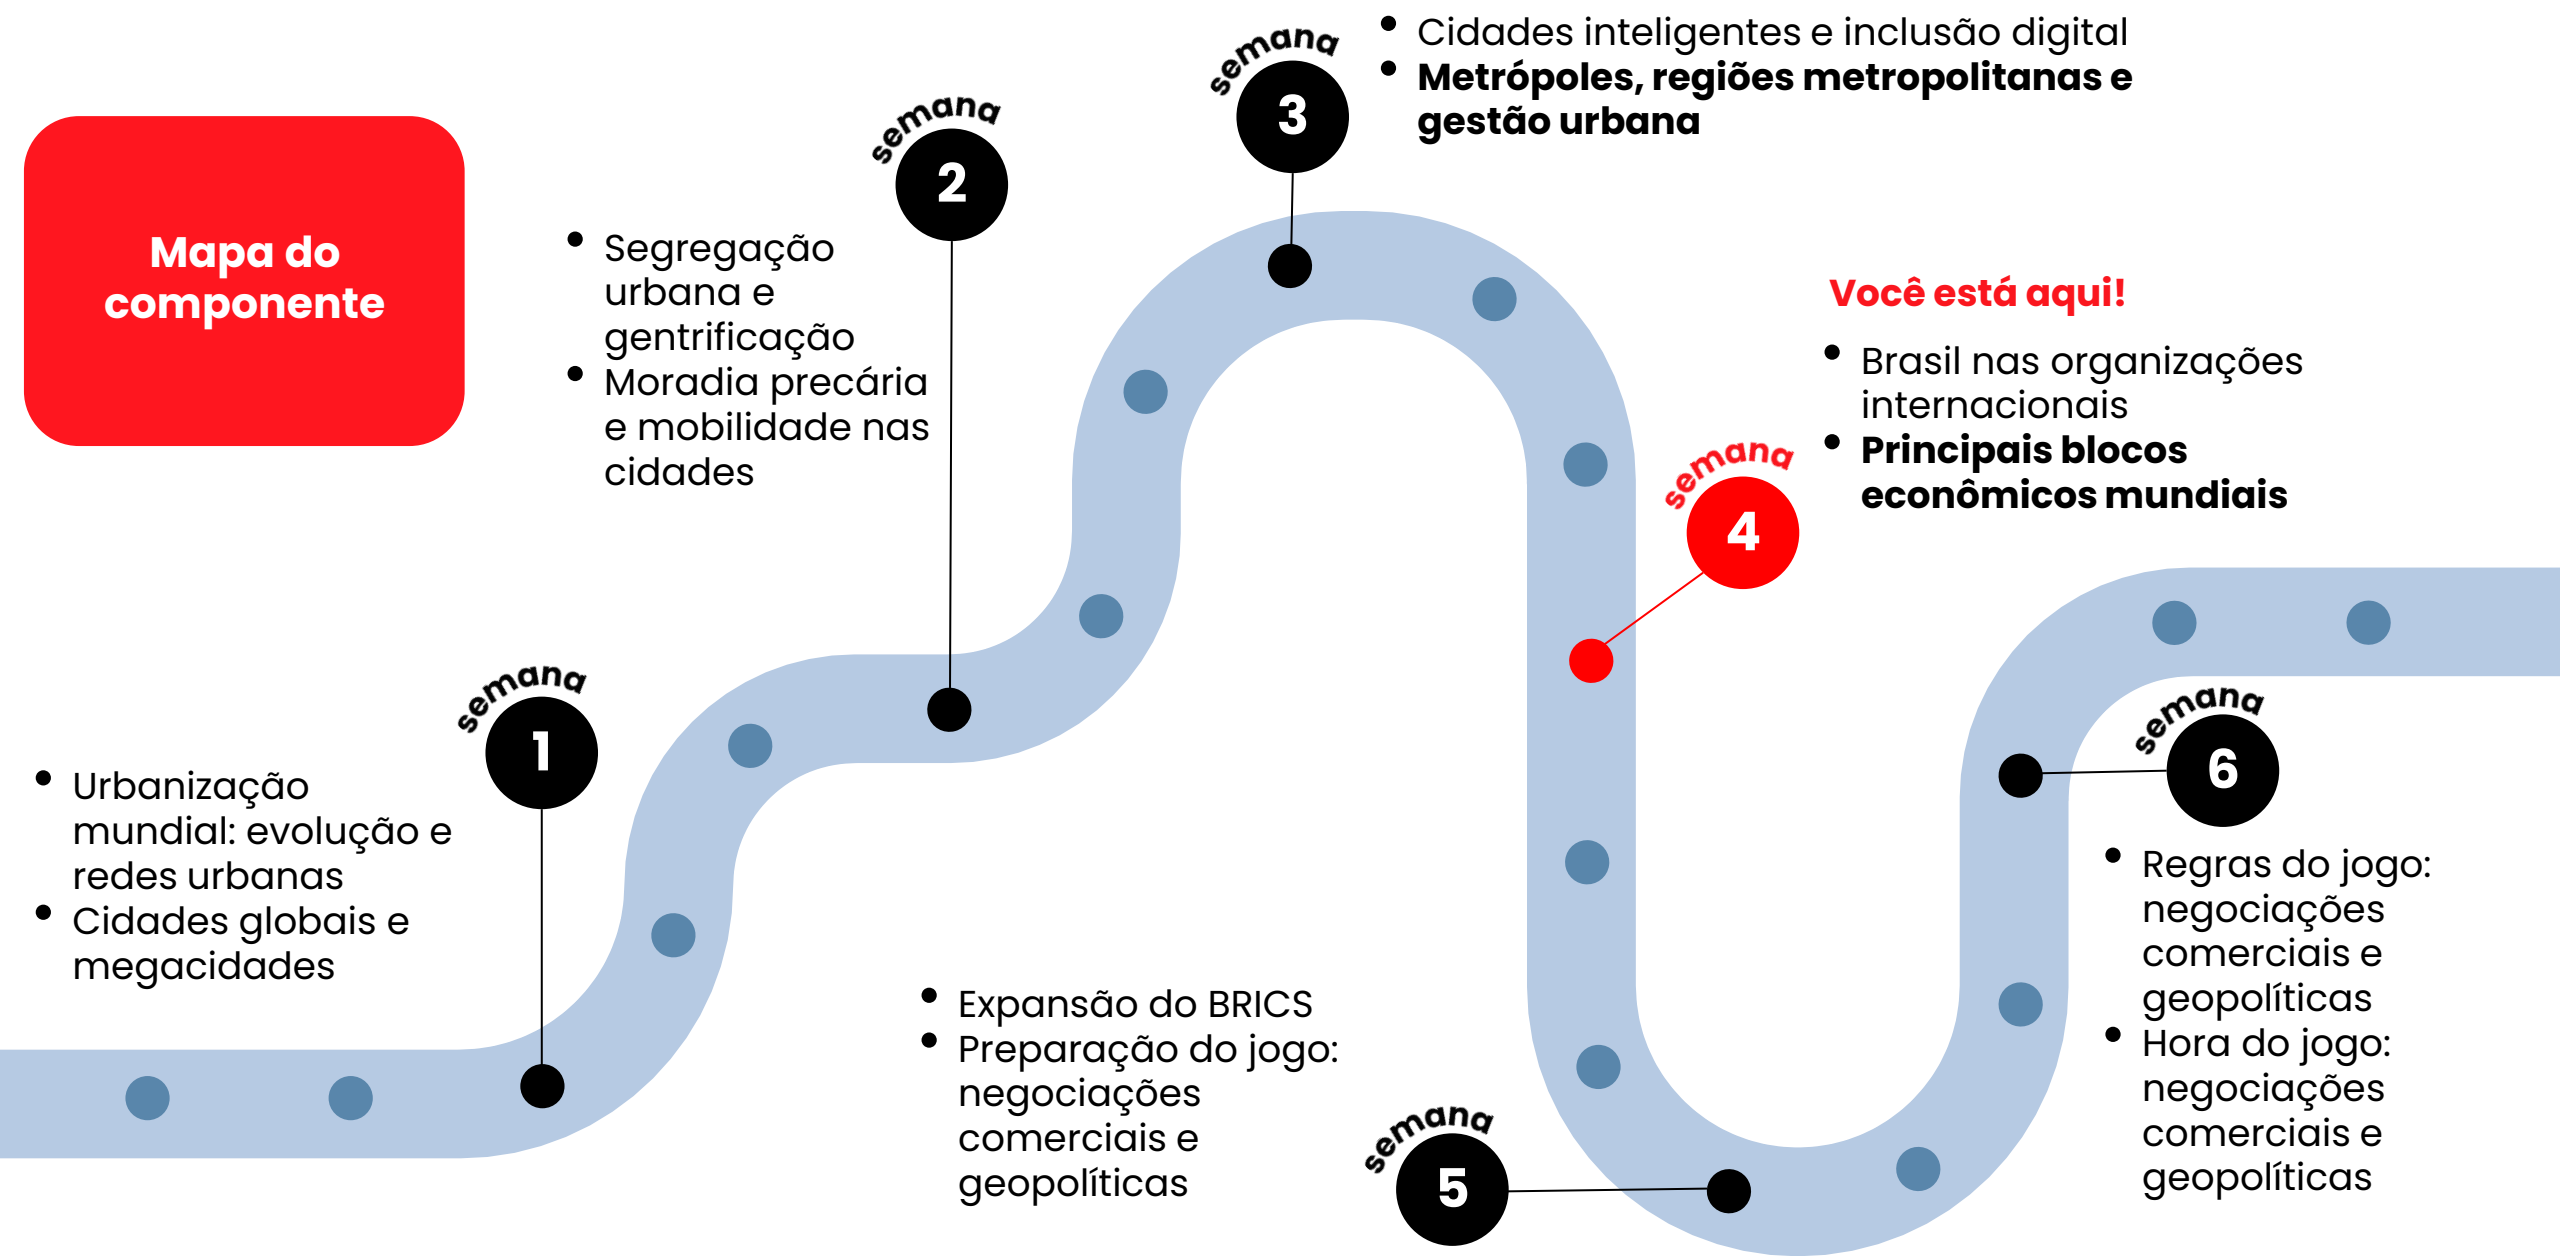 Mapa do
componente
semana
1
• Urbanização
mundial: evolução e
redes urbanas
• Cidades globais e
megacidades
semana
2
• Segregação
urbana e
gentrificação
• Moradia precária
e mobilidade nas
cidades
semana
3
• Cidades inteligentes e inclusão digital
• Metrópoles, regiões metropolitanas e
gestão urbana
Você está aqui!
semana
4
• Brasil nas organizações
internacionais
• Principais blocos
econômicos mundiais
semana
5
• Expansão do BRICS
• Preparação do jogo:
negociações
comerciais e
geopolíticas
semana
6
• Regras do jogo:
negociações
comerciais e
geopolíticas
• Hora do jogo:
negociações
comerciais e
geopolíticas